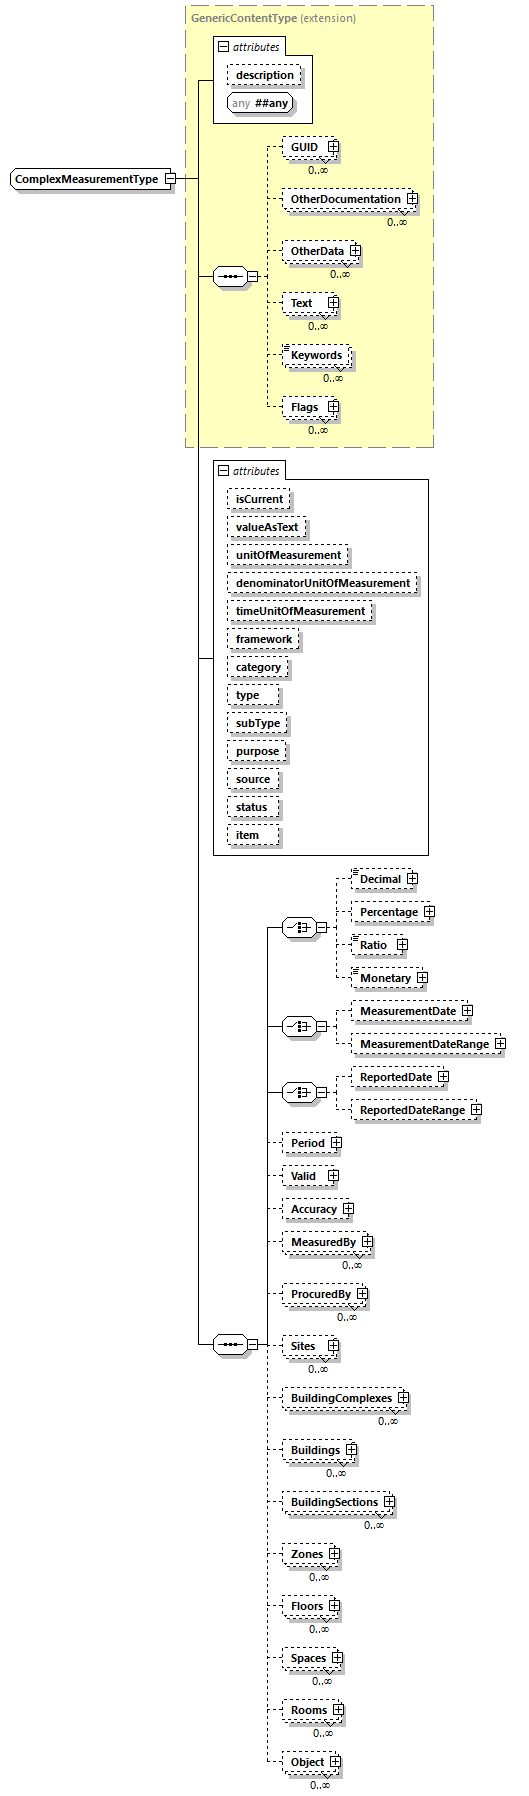 GenericContentType (extension)
attributes
description
any ##any
GUID
0..∞
ComplexMeasurementType
OtherDocumentation
0..∞
OtherData
0..∞
Text
0..∞
Keywords
0..∞
Flags
0..∞
attributes
isCurrent
valueAsText
unitOfMeasurement
denominatorUnitOfMeasurement
timeUnitOfMeasurement
framework
category
type
subType
purpose
source
status
item
Decimal
Percentage
Ratio
Monetary
MeasurementDate
MeasurementDateRange
ReportedDate
ReportedDateRange
Period
Valid
Accuracy
MeasuredBy
0..∞
ProcuredBy
0..∞
Sites
0..∞
BuildingComplexes
0..∞
Buildings
0..∞
BuildingSections
0..∞
Zones
0..∞
Floors
0..∞
Spaces
0..∞
Rooms
0..∞
Object
0..∞